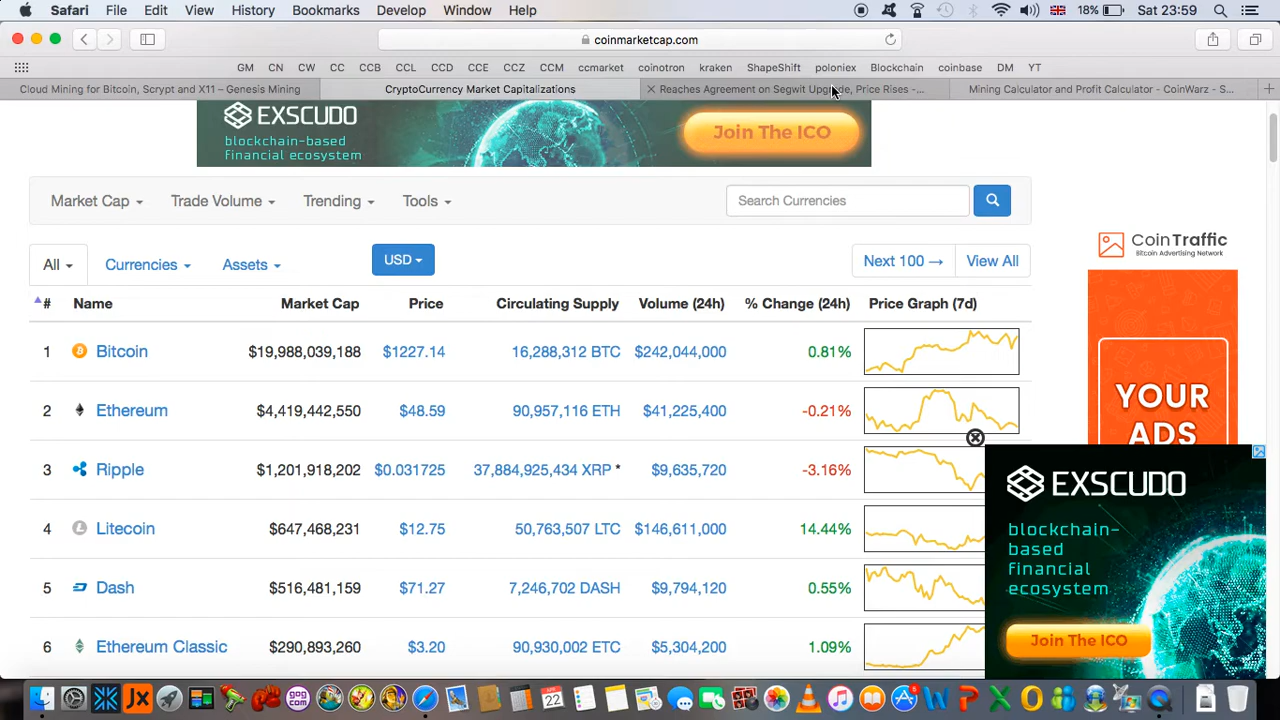 Safari File Edit View History Bookmarks Develop Window Help 18% Sat 23:59
coinmarketcap.com
GM CN CW CC CCB CCL CCD CCE CCZ CCM ccmarket coinotron kraken ShapeShift poloniex Blockchain coinbase DM YT
Cloud Mining for Bitcoin, Scrypt and X11 – Genesis Mining CryptoCurrency Market Capitalizations Reaches Agreement on Segwit Upgrade, Price Rises -... Mining Calculator and Profit Calculator - CoinWarz - S...
EXSCUDO
blockchain-based
financial ecosystem
Join The ICO
Market Cap Trade Volume Trending Tools Search Currencies
CoinTraffic
Bitcoin Advertising Network
All Currencies Assets USD Next 100 → View All
# Name Market Cap Price Circulating Supply Volume (24h) % Change (24h) Price Graph (7d)
1 Bitcoin $19,988,039,188 $1227.14 16,288,312 BTC $242,044,000 0.81%
2 Ethereum $4,419,442,550 $48.59 90,957,116 ETH $41,225,400 -0.21%
3 Ripple $1,201,918,202 $0.031725 37,884,925,434 XRP * $9,635,720 -3.16%
4 Litecoin $647,468,231 $12.75 50,763,507 LTC $146,611,000 14.44%
5 Dash $516,481,159 $71.27 7,246,702 DASH $9,794,120 0.55%
6 Ethereum Classic $290,893,260 $3.20 90,930,002 ETC $5,304,200 1.09%
YOUR
ADS
EXSCUDO
blockchain-
based
financial
ecosystem
Join The ICO